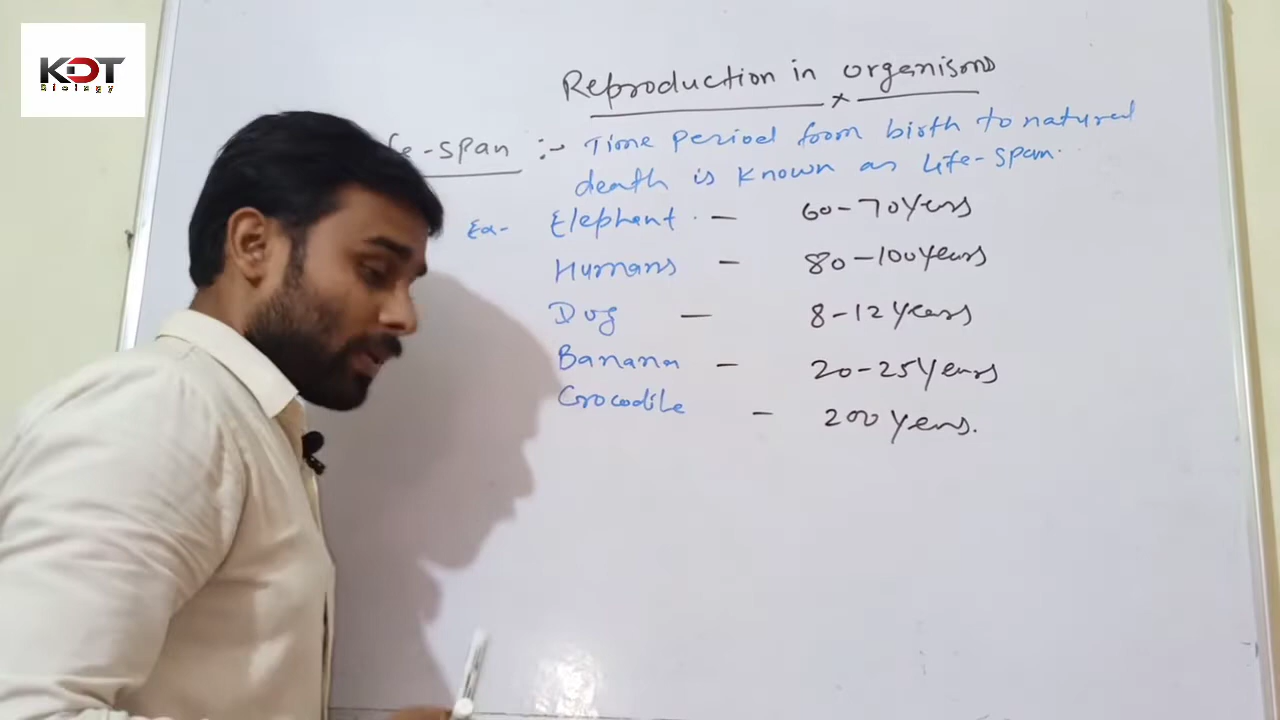 KDT
Biology
Reproduction in organisms
fe-span :- Time period from birth to natural
death is known as Life-span.
Ex- Elephant - 60-70 Years
Humans - 80-100 Years
Dog - 8-12 Years
Banana - 20-25 Years
Crocodile - 200 Years.